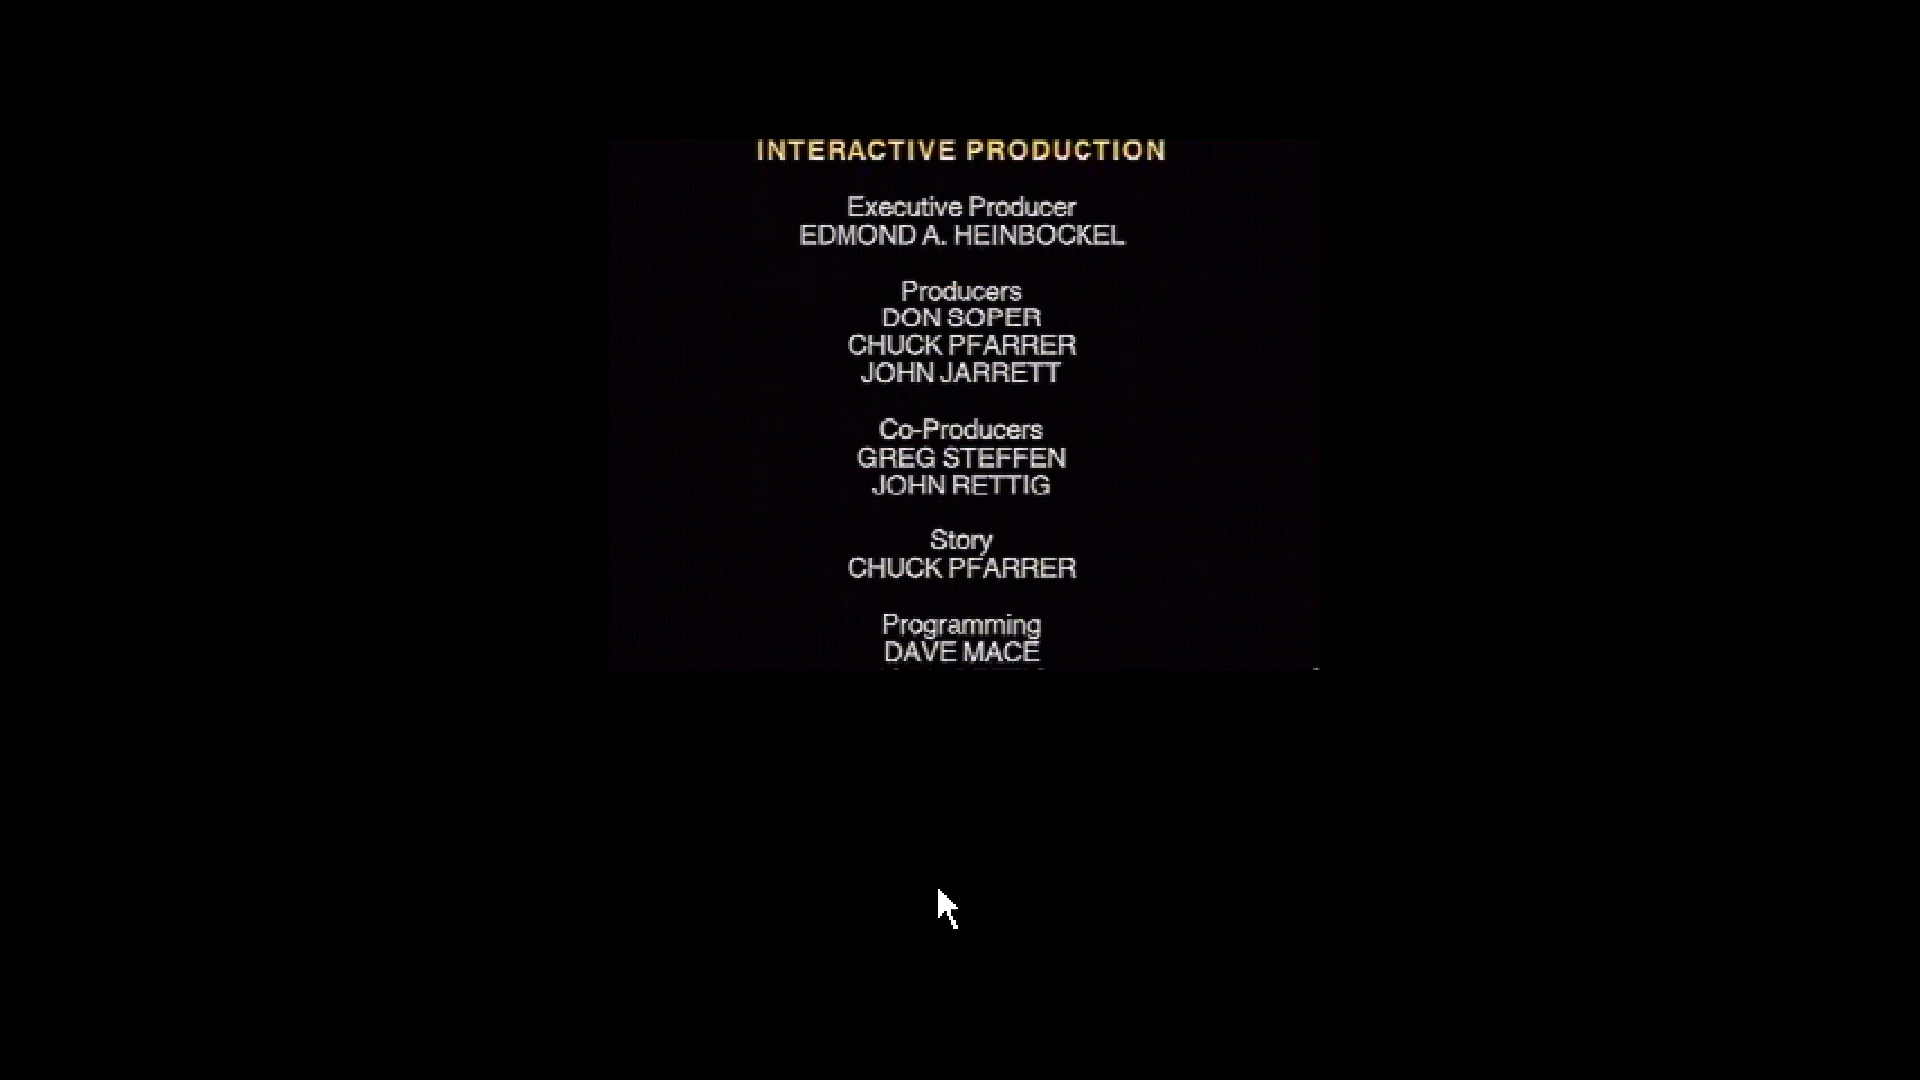 INTERACTIVE PRODUCTION
Executive Producer
EDMOND A. HEINBOCKEL
Producers
DON SOPER
CHUCK PFARRER
JOHN JARRETT
Co-Producers
GREG STEFFEN
JOHN RETTIG
Story
CHUCK PFARRER
Programming
DAVE MACE